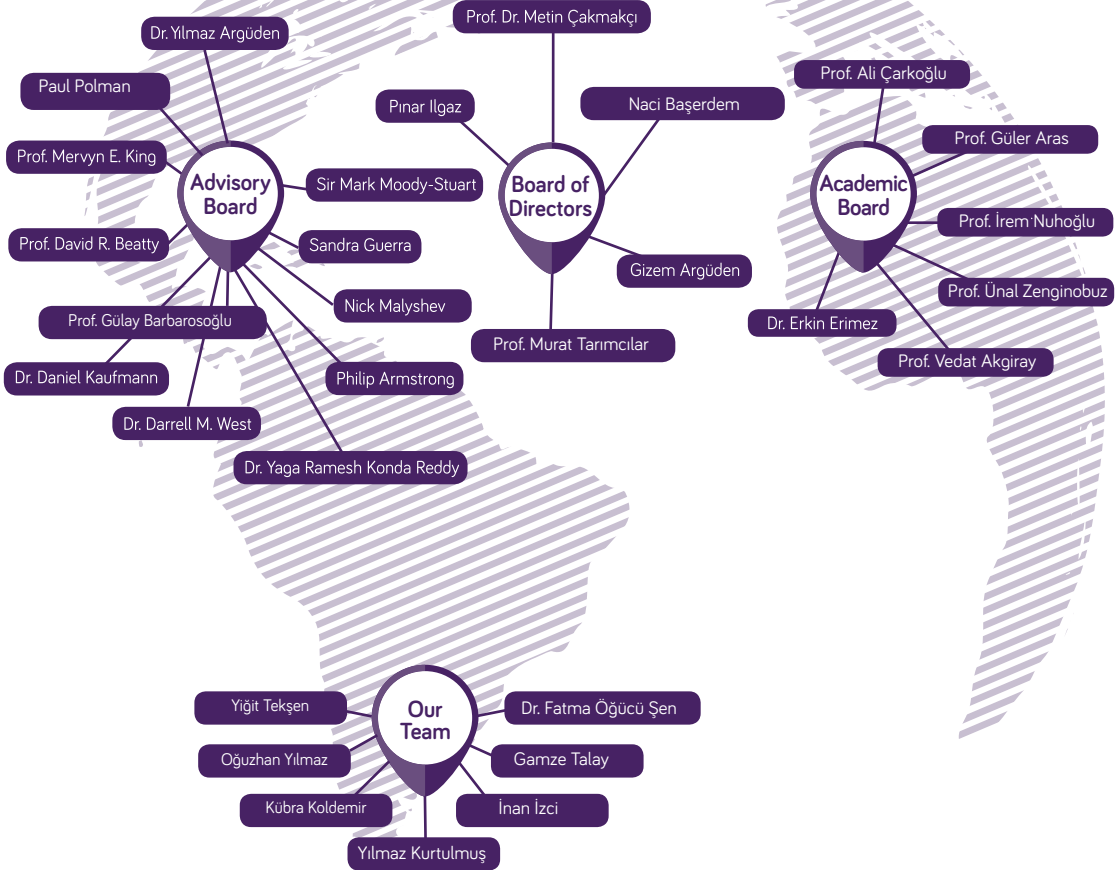 Dr. Yılmaz Argüden
Paul Polman
Prof. Mervyn E. King
Advisory
Board
Sir Mark Moody-Stuart
Prof. David R. Beatty
Sandra Guerra
Nick Malyshev
Prof. Gülay Barbarosoğlu
Dr. Daniel Kaufmann
Philip Armstrong
Dr. Darrell M. West
Dr. Yaga Ramesh Konda Reddy
Prof. Dr. Metin Çakmakçı
Pınar Ilgaz
Naci Başerdem
Board of
Directors
Gizem Argüden
Prof. Murat Tarımcılar
Prof. Ali Çarkoğlu
Prof. Güler Aras
Academic
Board
Prof. İrem Nuhoğlu
Prof. Ünal Zenginobuz
Dr. Erkin Erimez
Prof. Vedat Akgiray
Yiğit Tekşen
Our
Team
Dr. Fatma Öğücü Şen
Oğuzhan Yılmaz
Gamze Talay
Kübra Koldemir
İnan İzci
Yılmaz Kurtulmuş